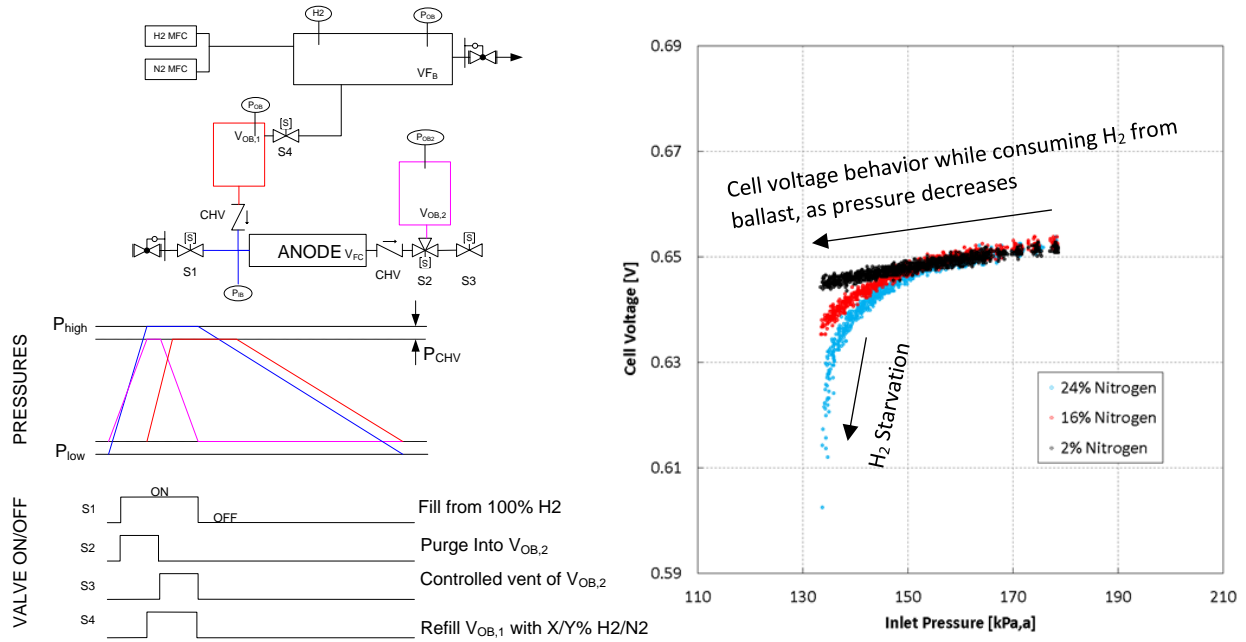 H2 MFC
N2 MFC
H2
POB
VFB
POB
VOB,1
[S]
S4
POB2
VOB,2
CHV
[S]
S1
ANODE VFC
CHV
[S]
S2
[S]
S3
PIB
PRESSURES
Phigh
PCHV
Plow
VALVE ON/OFF
S1
ON
OFF
Fill from 100% H2
S2
Purge Into VOB,2
S3
Controlled vent of VOB,2
S4
Refill VOB,1 with X/Y% H2/N2
Cell Voltage [V]
0.69
0.67
0.65
0.63
0.61
0.59
Cell voltage behavior while consuming H2 from
ballast, as pressure decreases
H2 Starvation
24% Nitrogen
16% Nitrogen
2% Nitrogen
110 130 150 170 190 210
Inlet Pressure [kPa,a]